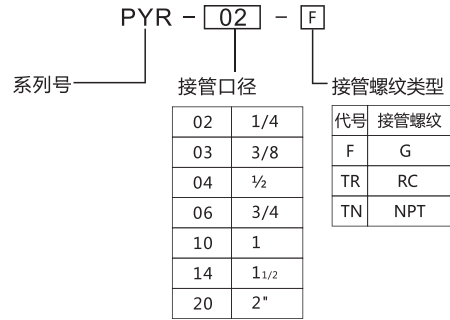 PYR - 02 - F
系列号
接管口径
接管螺纹类型
02 1/4
03 3/8
04 ½
06 3/4
10 1
14 11/2
20 2"
代号 接管螺纹
F G
TR RC
TN NPT